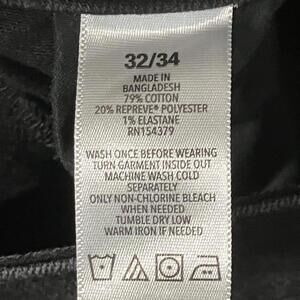 32/34
MADE IN
BANGLADESH
79% COTTON
20% REPREVE® POLYESTER
1% ELASTANE
RN154379
WASH ONCE BEFORE WEARING
TURN GARMENT INSIDE OUT
MACHINE WASH COLD
SEPARATELY
ONLY NON-CHLORINE BLEACH
WHEN NEEDED
TUMBLE DRY LOW
WARM IRON IF NEEDED